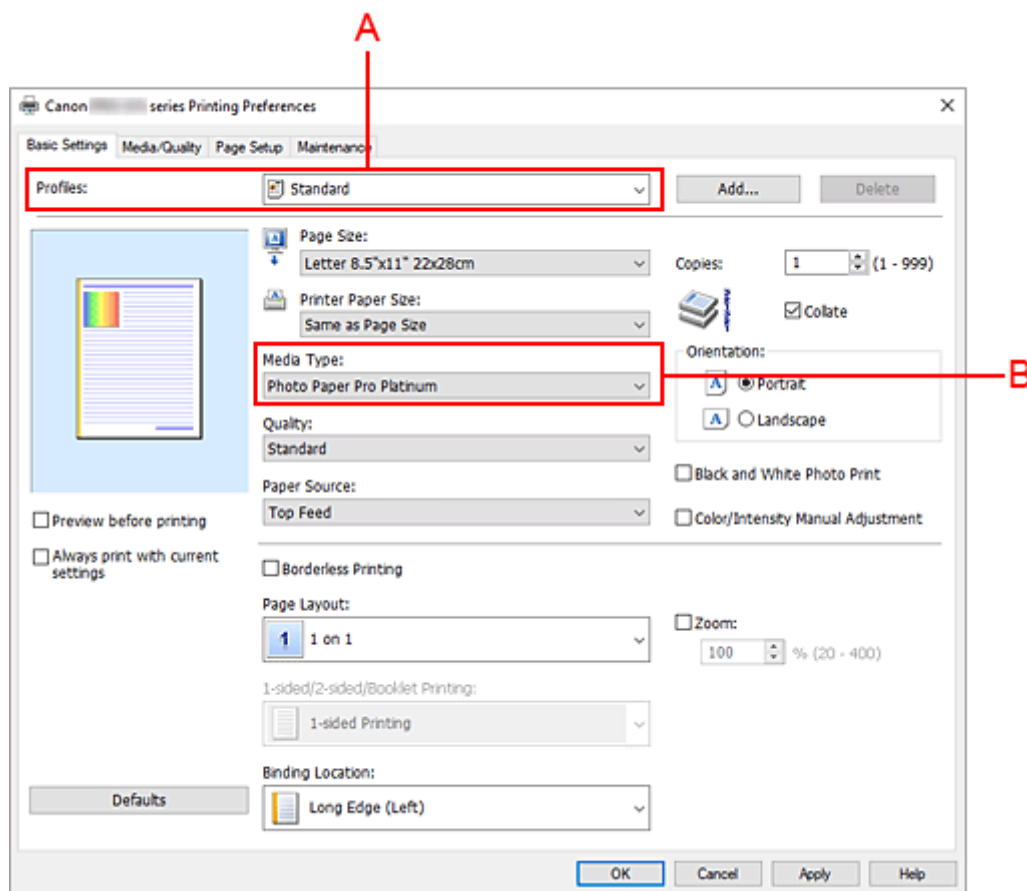 A
Canon series Printing Preferences
Basic Settings Media/Quality Page Setup Maintenance
Profiles: Standard Add... Delete
Page Size:
Letter 8.5"x11" 22x28cm
Copies: 1 (1 - 999)
Printer Paper Size:
Same as Page Size
Collate
Media Type:
Photo Paper Pro Platinum
B
Orientation:
A Portrait
A Landscape
Quality:
Standard
Black and White Photo Print
Paper Source:
Top Feed
Color/Intensity Manual Adjustment
Preview before printing
Always print with current
settings
Borderless Printing
Page Layout:
1 1 on 1
Zoom:
100 % (20 - 400)
1-sided/2-sided/Booklet Printing:
1-sided Printing
Binding Location:
Long Edge (Left)
Defaults
OK Cancel Apply Help